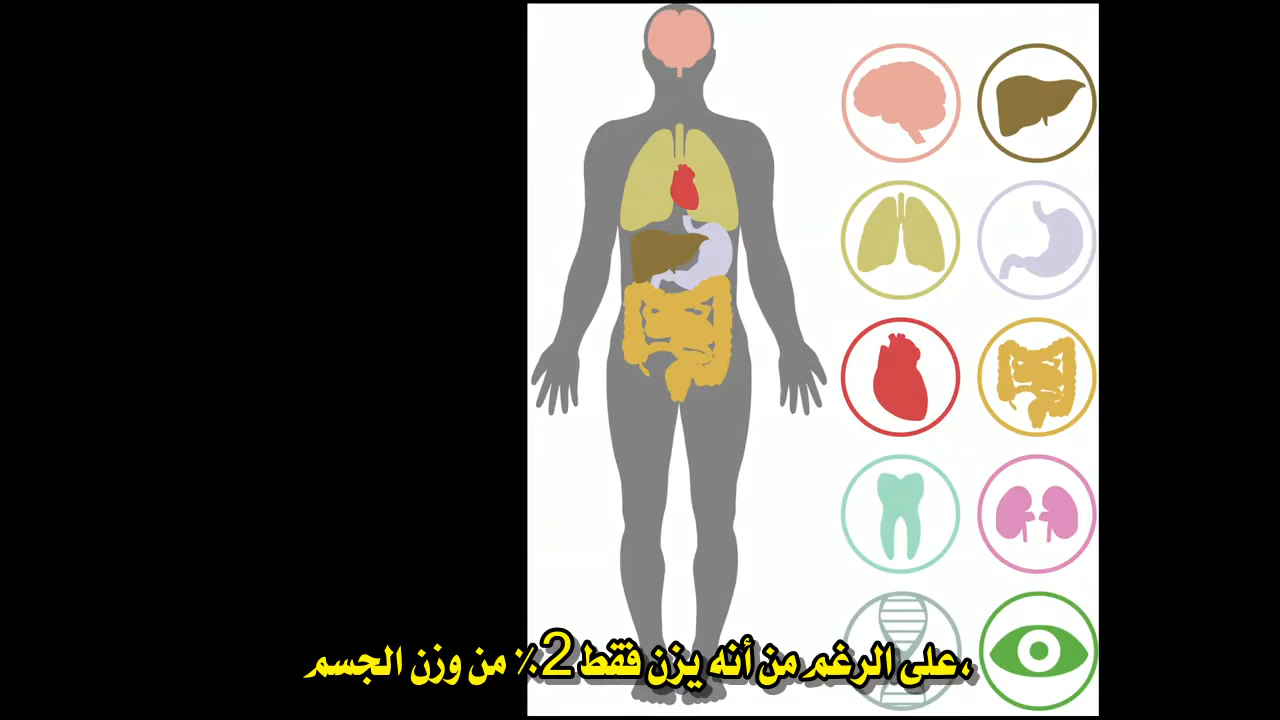 على الرغم من أنه يزن فقط 2٪ من وزن الجسم،